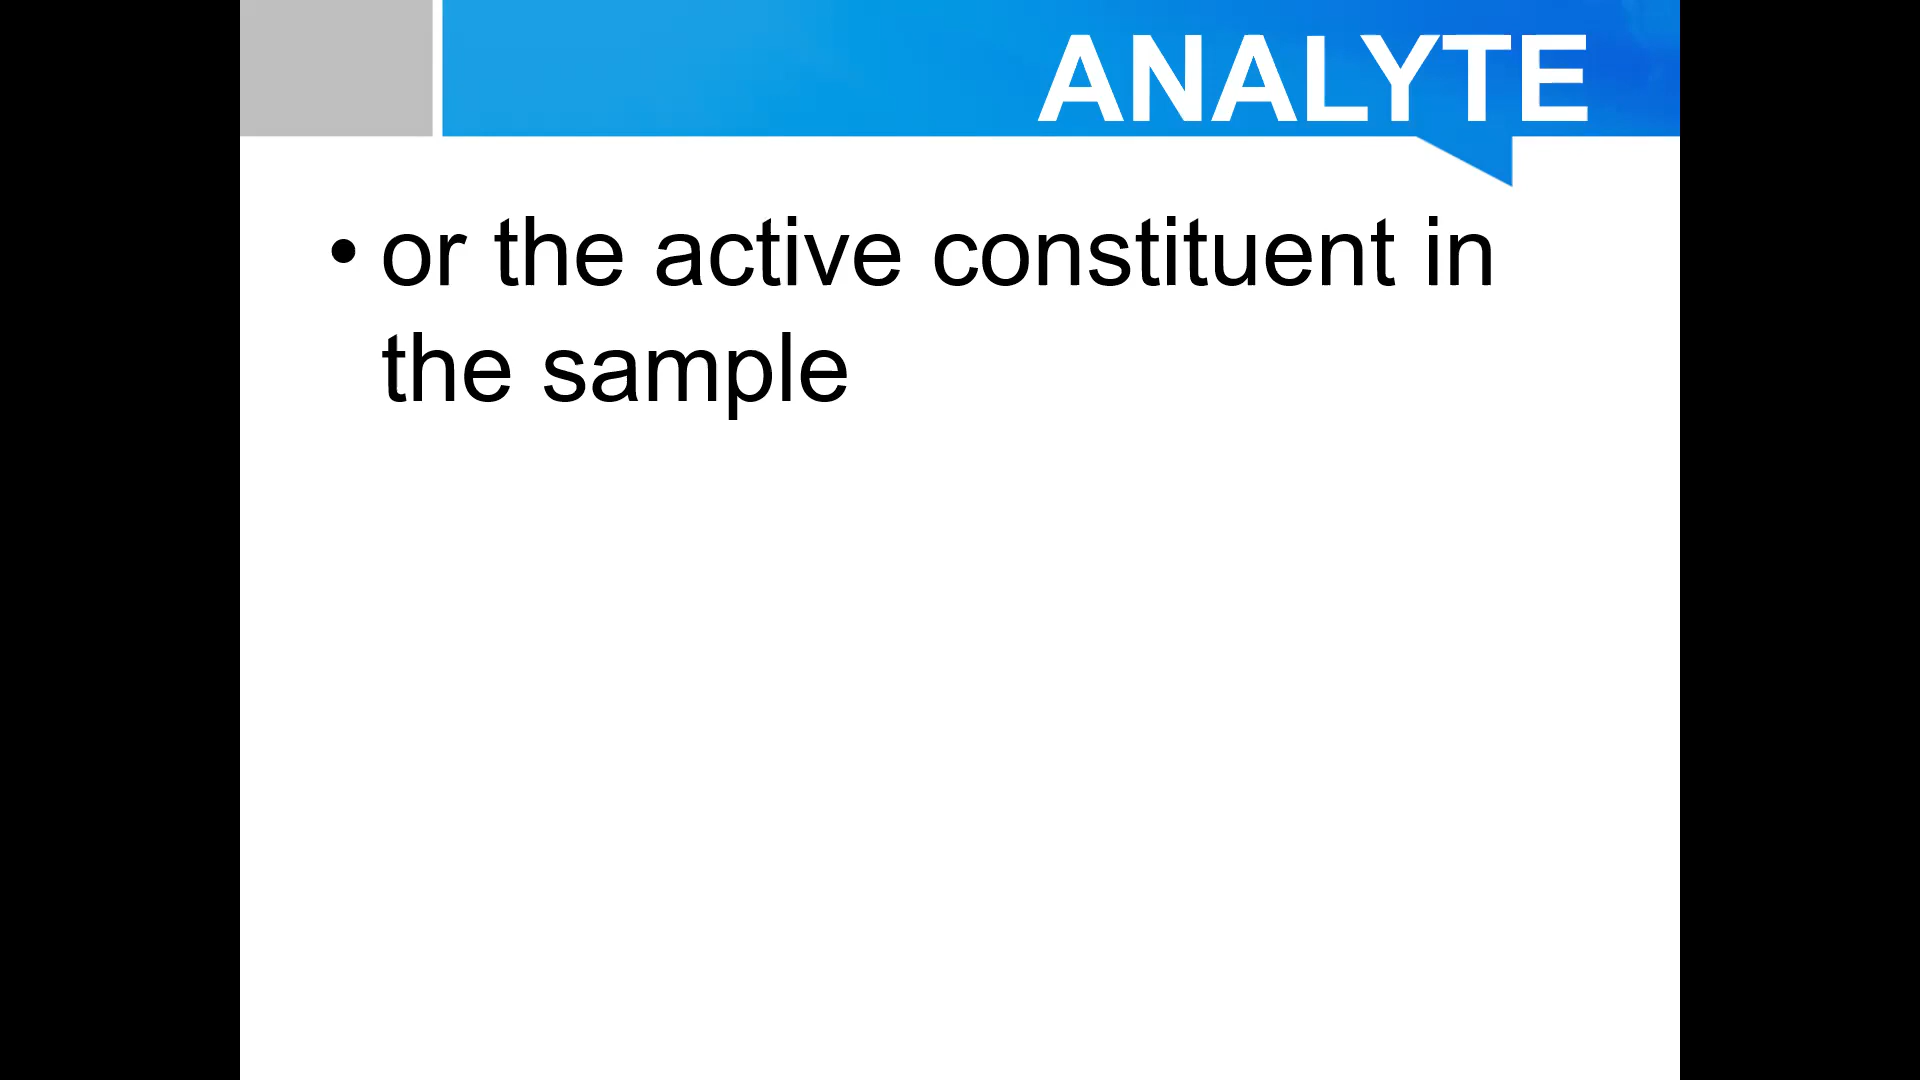 ANALYTE
• or the active constituent in
the sample